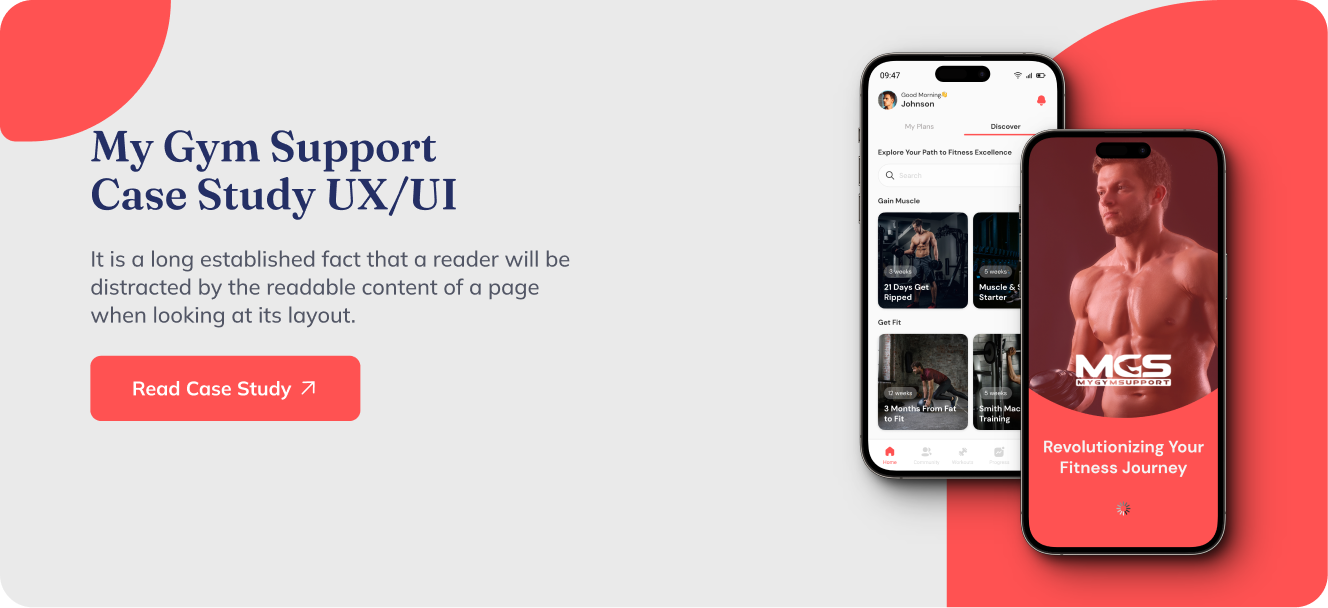 My Gym Support
Case Study UX/UI
It is a long established fact that a reader will be
distracted by the readable content of a page
when looking at its layout.
Read Case Study
09:47
Good Morning👋
Johnson
My Plans
Discover
Explore Your Path to Fitness Excellence
Search
Gain Muscle
3 weeks
21 Days Get
Ripped
5 weeks
Muscle & S
Starter
Get Fit
12 weeks
3 Months From Fat
to Fit
5 weeks
Smith Mac
Training
Home
Community
Workouts
Progress
MGS
MYGYMSUPPORT
Revolutionizing Your
Fitness Journey